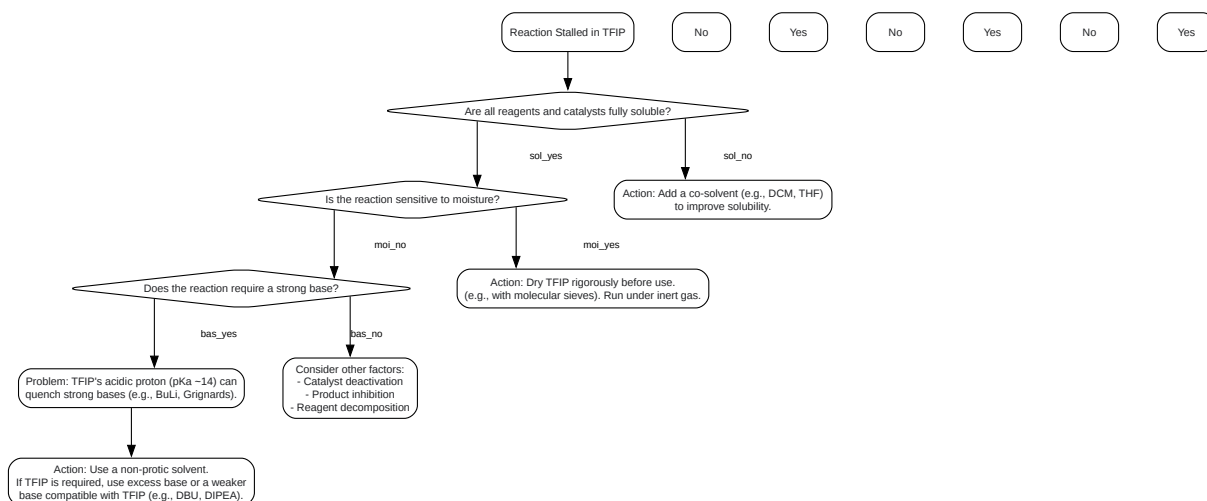 Reaction Stalled in TFIP
No
Yes
No
Yes
No
Yes
Are all reagents and catalysts fully soluble?
sol_yes
sol_no
Is the reaction sensitive to moisture?
Action: Add a co-solvent (e.g., DCM, THF)
to improve solubility.
moi_no
moi_yes
Does the reaction require a strong base?
Action: Dry TFIP rigorously before use.
(e.g., with molecular sieves). Run under inert gas.
bas_yes
bas_no
Problem: TFIP's acidic proton (pKa ~14) can
quench strong bases (e.g., BuLi, Grignards).
Consider other factors:
- Catalyst deactivation
- Product inhibition
- Reagent decomposition
Action: Use a non-protic solvent.
If TFIP is required, use excess base or a weaker
base compatible with TFIP (e.g., DBU, DIPEA).